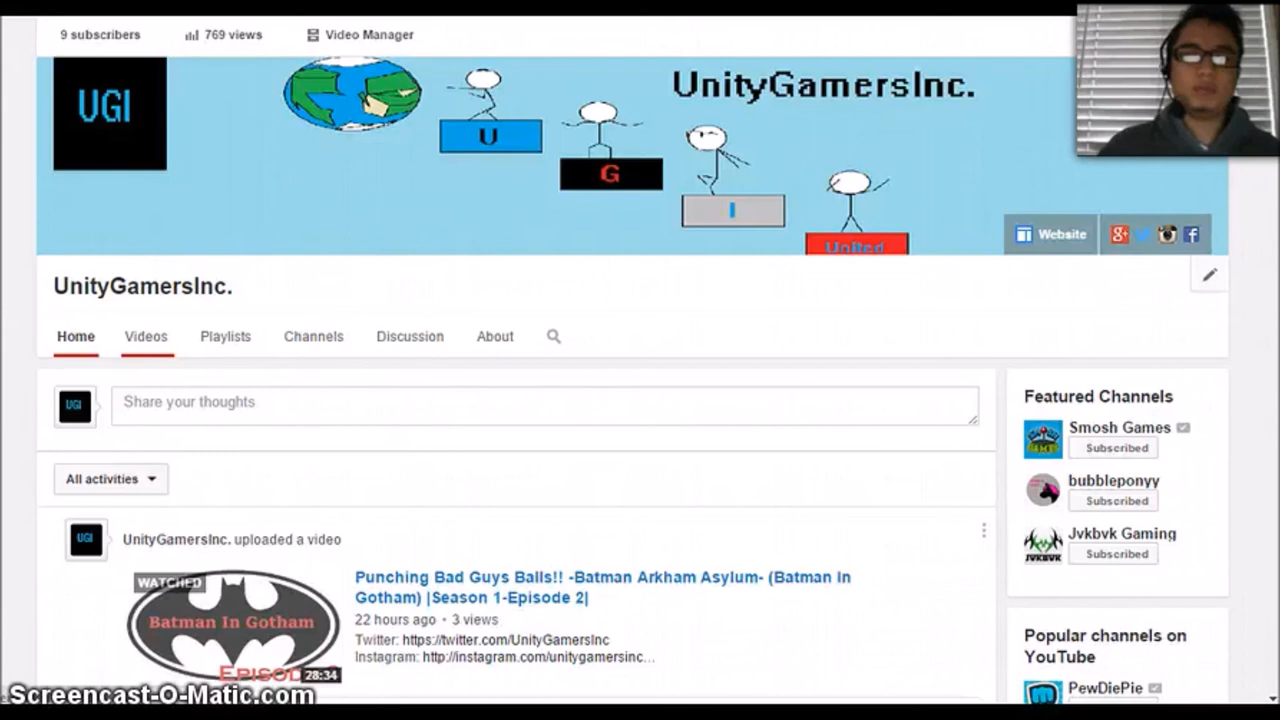 9 subscribers 769 views Video Manager
UGI
UnityGamersInc.
U
G
I
United
Website
UnityGamersInc.
Home Videos Playlists Channels Discussion About
UGI
Share your thoughts
All activities
UGI
UnityGamersInc. uploaded a video
WATCHED
Batman In Gotham
28:34
Punching Bad Guys Balls!! -Batman Arkham Asylum- (Batman in
Gotham) |Season 1-Episode 2|
22 hours ago • 3 views
Twitter: https://twitter.com/UnityGamersInc
Instagram: http://instagram.com/unitygamersinc...
Featured Channels
Smosh Games
Subscribed
bubbleponyy
Subscribed
Jvkbvk Gaming
JVKBVK
Subscribed
Popular channels on
YouTube
PewDiePie
Screencast-O-Matic.com